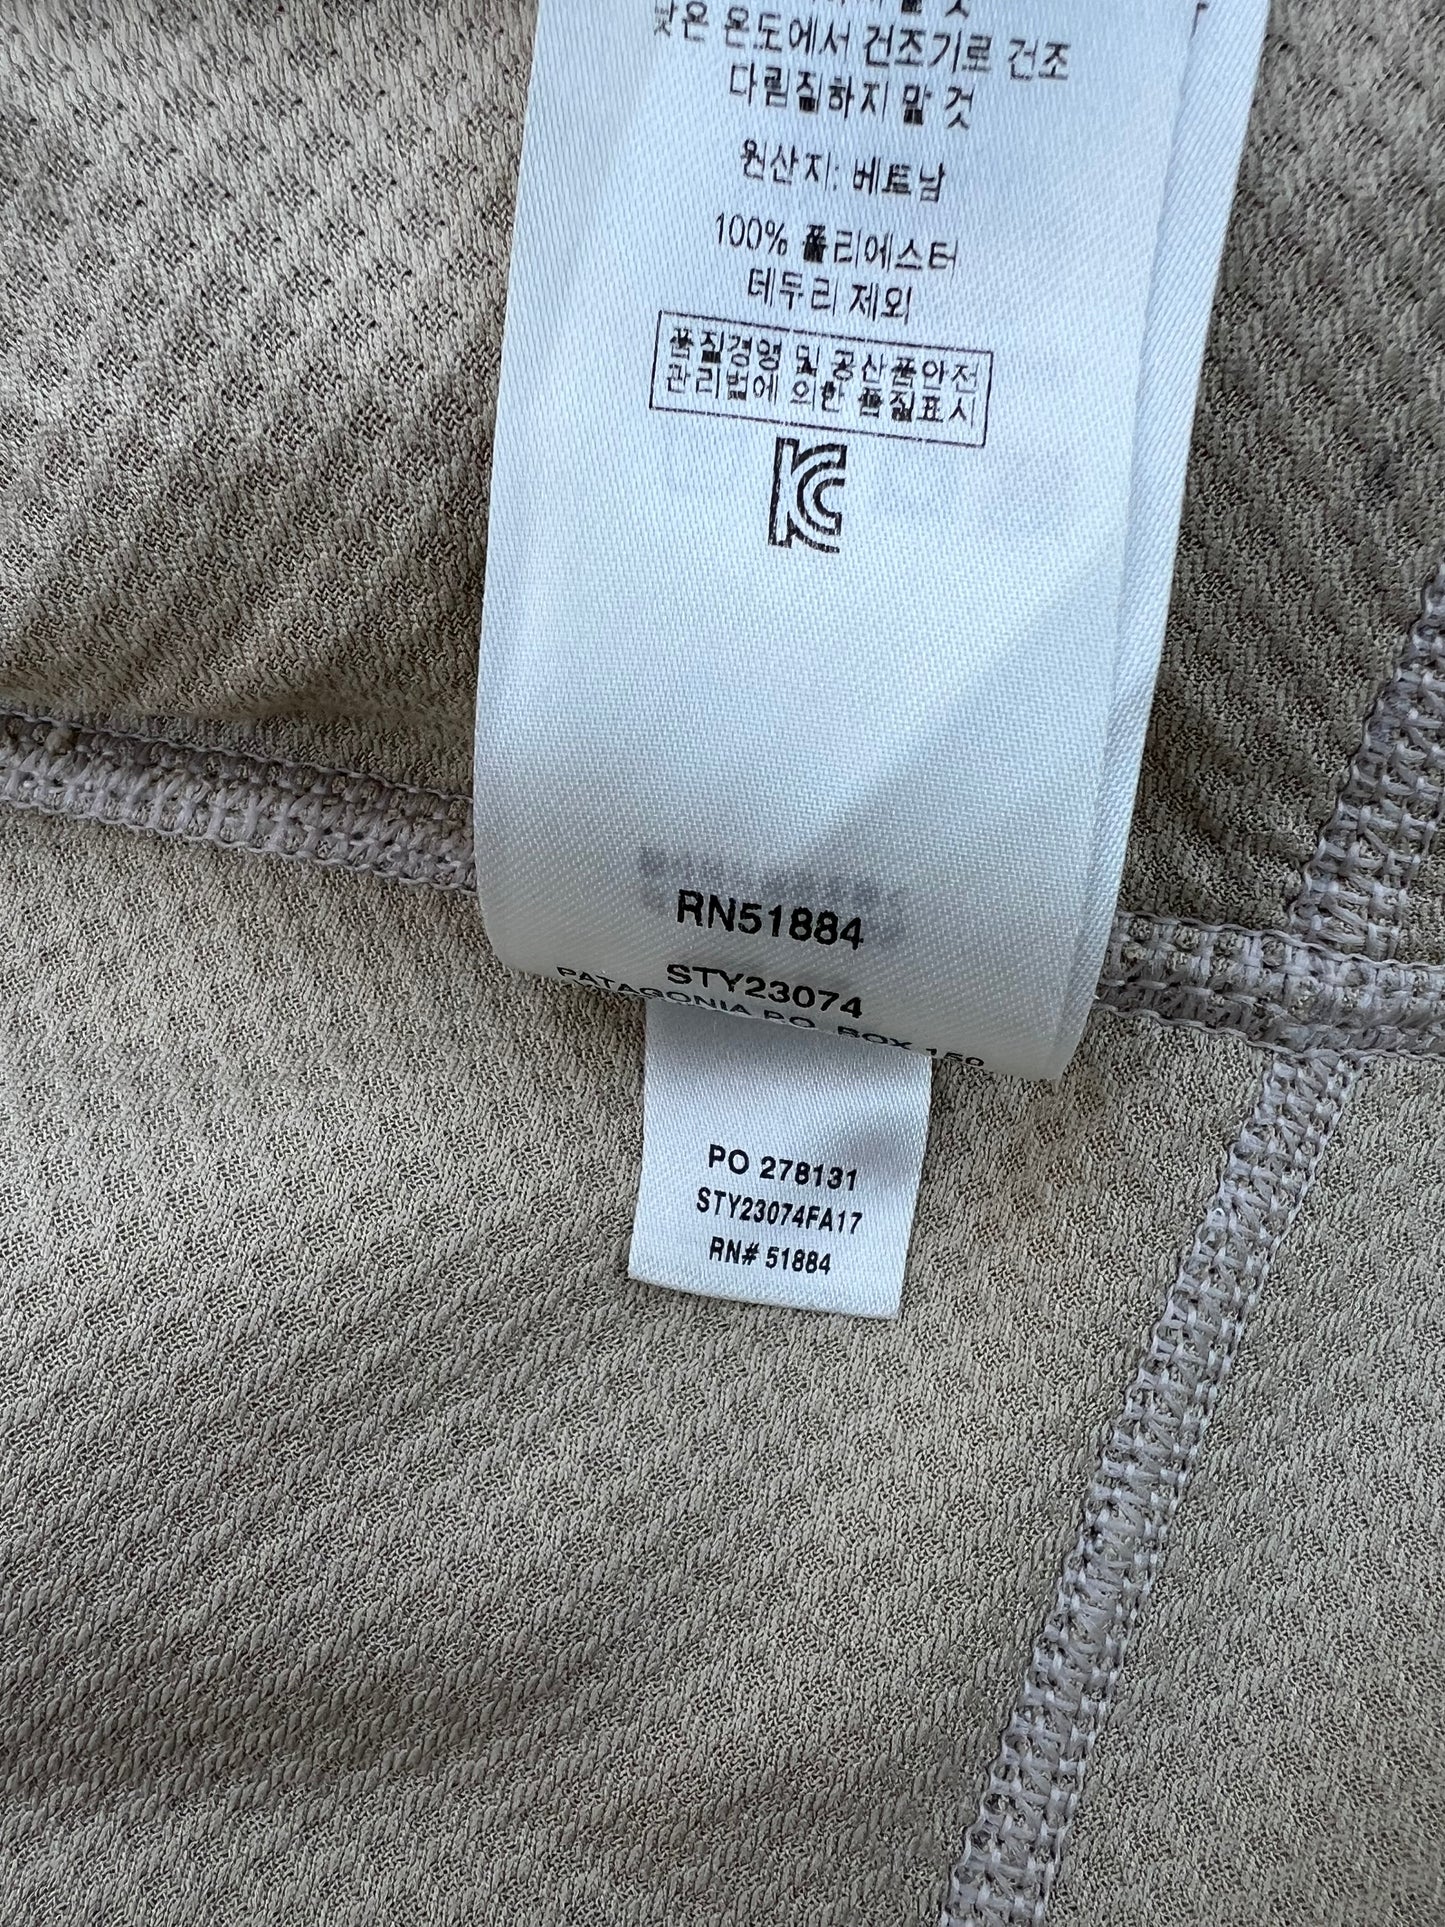 낮은 온도에서 건조기로 건조
다림질하지 말 것
원산지: 베트남
100% 폴리에스터
테두리 제외
품질경영 및 공산품안전
관리법에 의한 품질표시
RN51884
STY23074
PATAGONIA P.O. BOX 150
PO 278131
STY23074FA17
RN# 51884